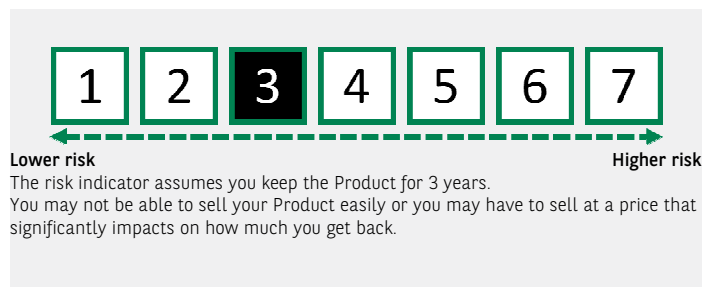 1 2 3 4 5 6 7
Lower risk Higher risk
The risk indicator assumes you keep the Product for 3 years.
You may not be able to sell your Product easily or you may have to sell at a price that
significantly impacts on how much you get back.